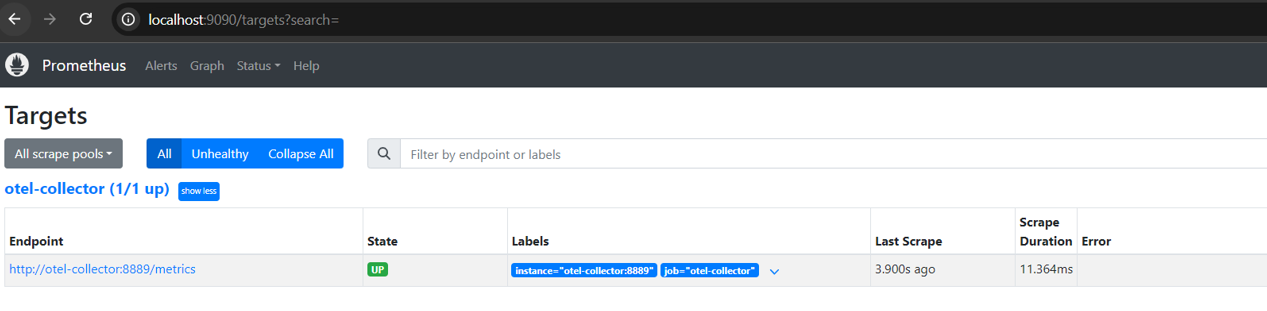 localhost:9090/targets?search=
Prometheus Alerts Graph Status Help
Targets
All scrape pools All Unhealthy Collapse All Filter by endpoint or labels
otel-collector (1/1 up) show less
Endpoint State Labels Last Scrape Scrape Duration Error
http://otel-collector:8889/metrics UP instance="otel-collector:8889" job="otel-collector" 3.900s ago 11.364ms